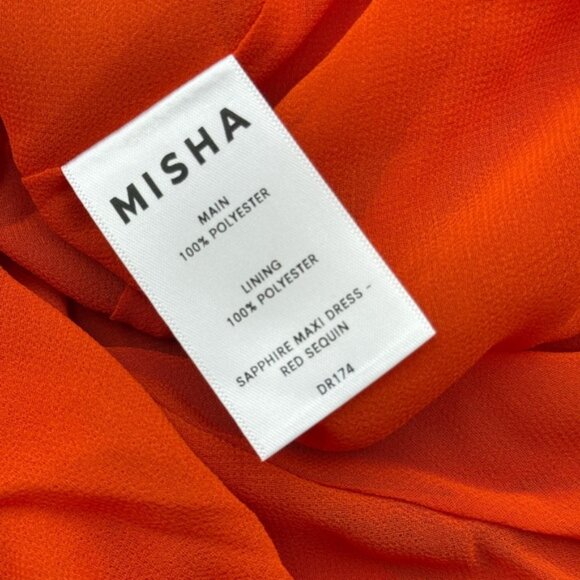 MISHA
MAIN
100% POLYESTER
LINING
100% POLYESTER
SAPPHIRE MAXI DRESS -
RED SEQUIN
DR174